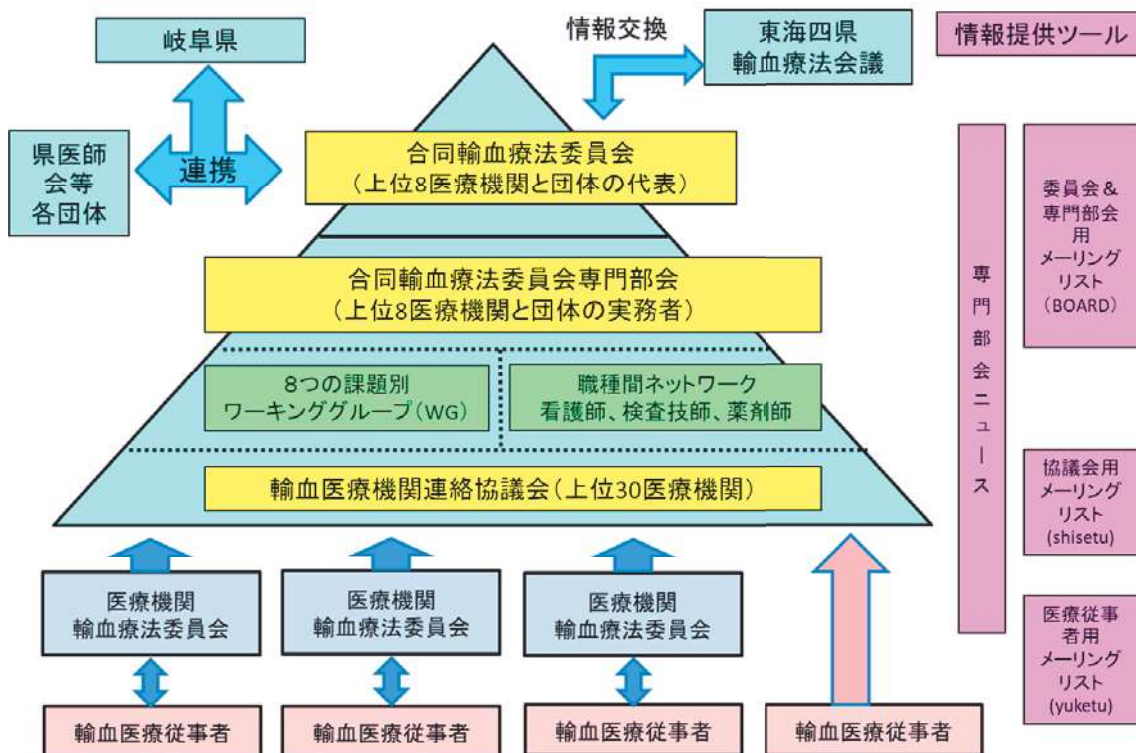 岐阜県
情報交換
東海四県
輸血療法会議
情報提供ツール
県医師
会等
各団体
連携
合同輸血療法委員会
（上位8医療機関と団体の代表）
合同輸血療法委員会専門部会
（上位8医療機関と団体の実務者）
8つの課題別
ワーキンググループ（WG）
職種間ネットワーク
看護師、検査技師、薬剤師
輸血医療機関連絡協議会（上位30医療機関）
医療機関
輸血療法委員会
医療機関
輸血療法委員会
医療機関
輸血療法委員会
輸血医療従事者
輸血医療従事者
輸血医療従事者
輸血医療従事者
専門部会ニュース
委員会＆
専門部会
用
メーリング
リスト
（BOARD）
協議会用
メーリング
リスト
(shisetu)
医療従事
者用
メーリング
リスト
(yuketu)